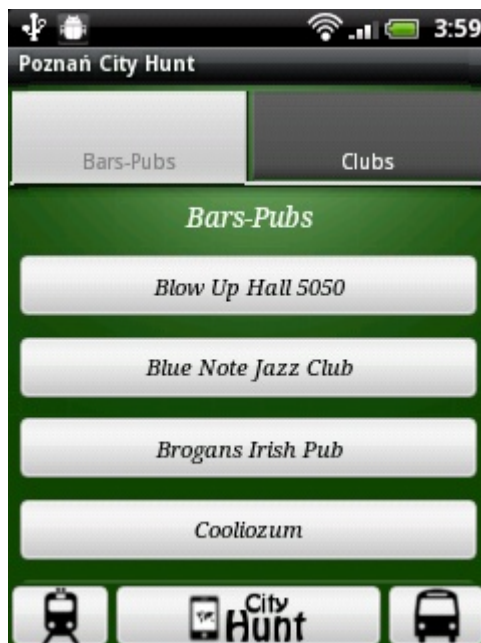 3:59
Poznań City Hunt
Bars-Pubs
Clubs
Bars-Pubs
Blow Up Hall 5050
Blue Note Jazz Club
Brogans Irish Pub
Cooliozum
City
Hunt